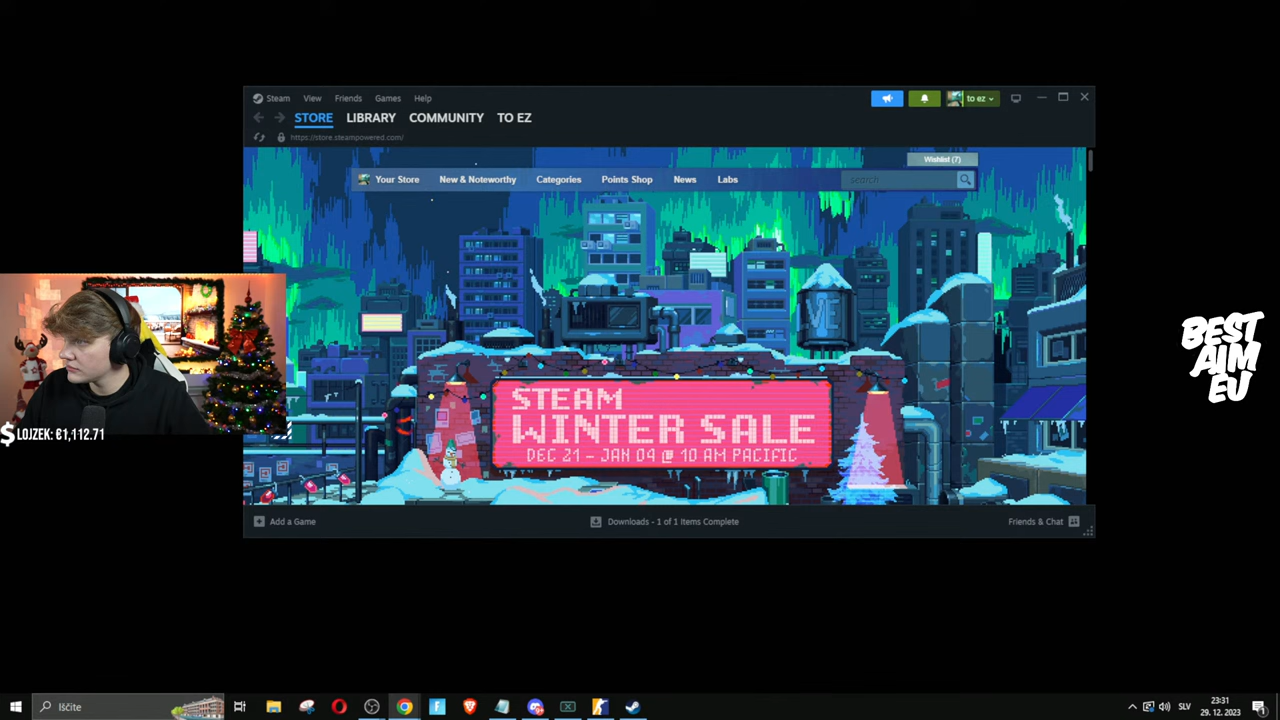 Steam View Friends Games Help
to ez
STORE LIBRARY COMMUNITY TO EZ
https://store.steampowered.com/
Wishlist (7)
Your Store New & Noteworthy Categories Points Shop News Labs
search
STEAM
WINTER SALE
DEC 21 - JAN 04 @ 10 AM PACIFIC
BEST
AIM
EU
$ LOJZEK: 81,112.71
Add a Game
Downloads - 1 of 1 Items Complete
Friends & Chat
Iščite
SLV
23:31
29. 12. 2023